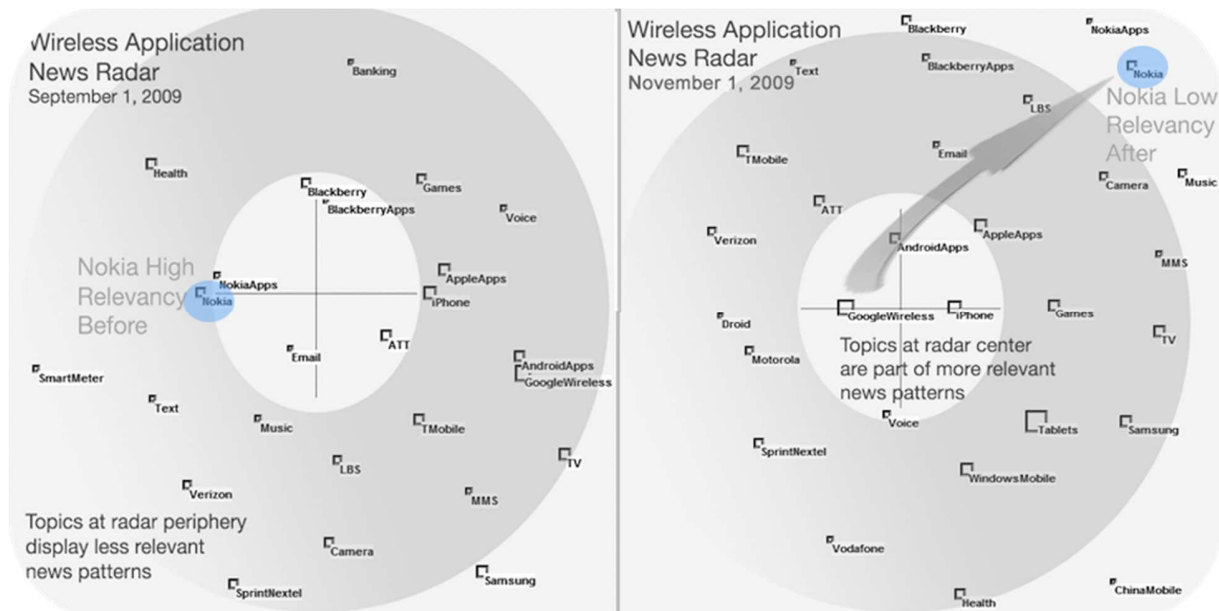 Wireless Application
News Radar
September 1, 2009
Banking
Health
Blackberry
BlackberryApps
Games
Voice
Nokia High
Relevancy
Before
NokiaApps
Nokia
AppleApps
iPhone
Email
ATT
AndroidApps
GoogleWireless
SmartMeter
Text
Music
TMobile
LBS
TV
Verizon
MMS
Topics at radar periphery
display less relevant
news patterns
Camera
Samsung
SprintNextel
Wireless Application
News Radar
November 1, 2009
Blackberry
NokiaApps
Text
BlackberryApps
Nokia
Nokia Low
Relevancy
After
LBS
TMobile
Email
Camera
Music
ATT
Verizon
AndroidApps
AppleApps
MMS
GoogleWireless
iPhone
Games
Droid
TV
Motorola
Topics at radar center
are part of more relevant
news patterns
Voice
Tablets
Samsung
SprintNextel
WindowsMobile
Vodafone
Health
ChinaMobile